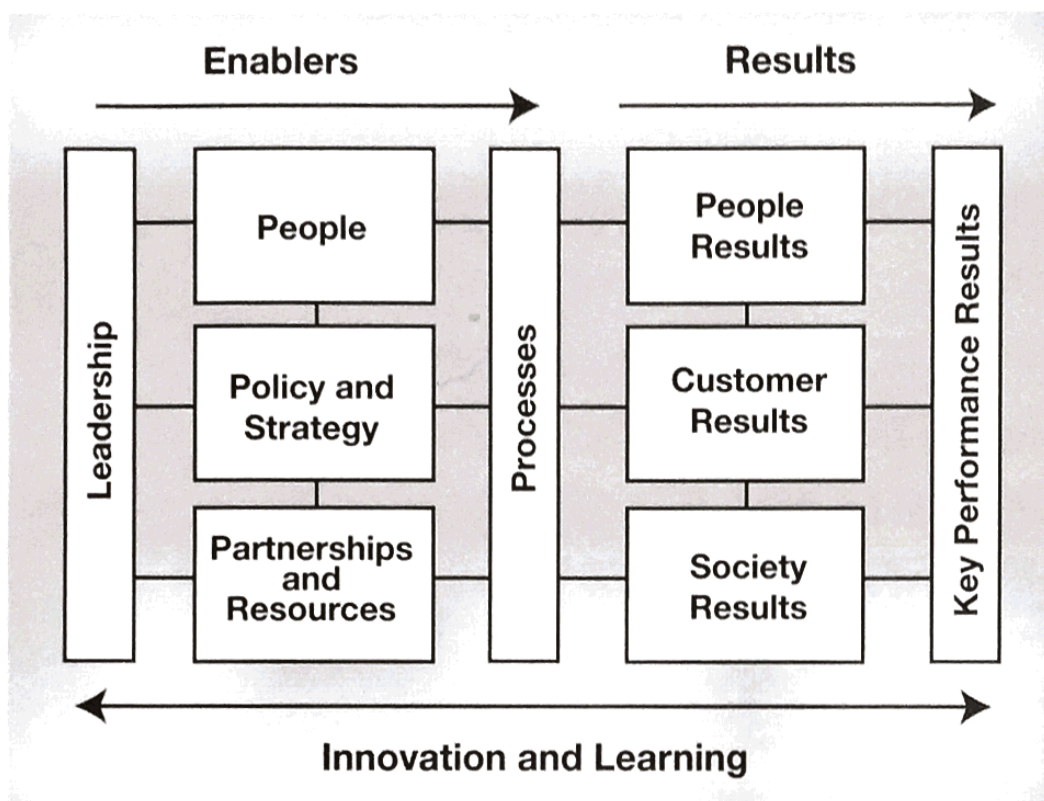 Enablers
Results
Leadership
People
Policy and
Strategy
Partnerships
and
Resources
Processes
People
Results
Customer
Results
Society
Results
Key Performance Results
Innovation and Learning